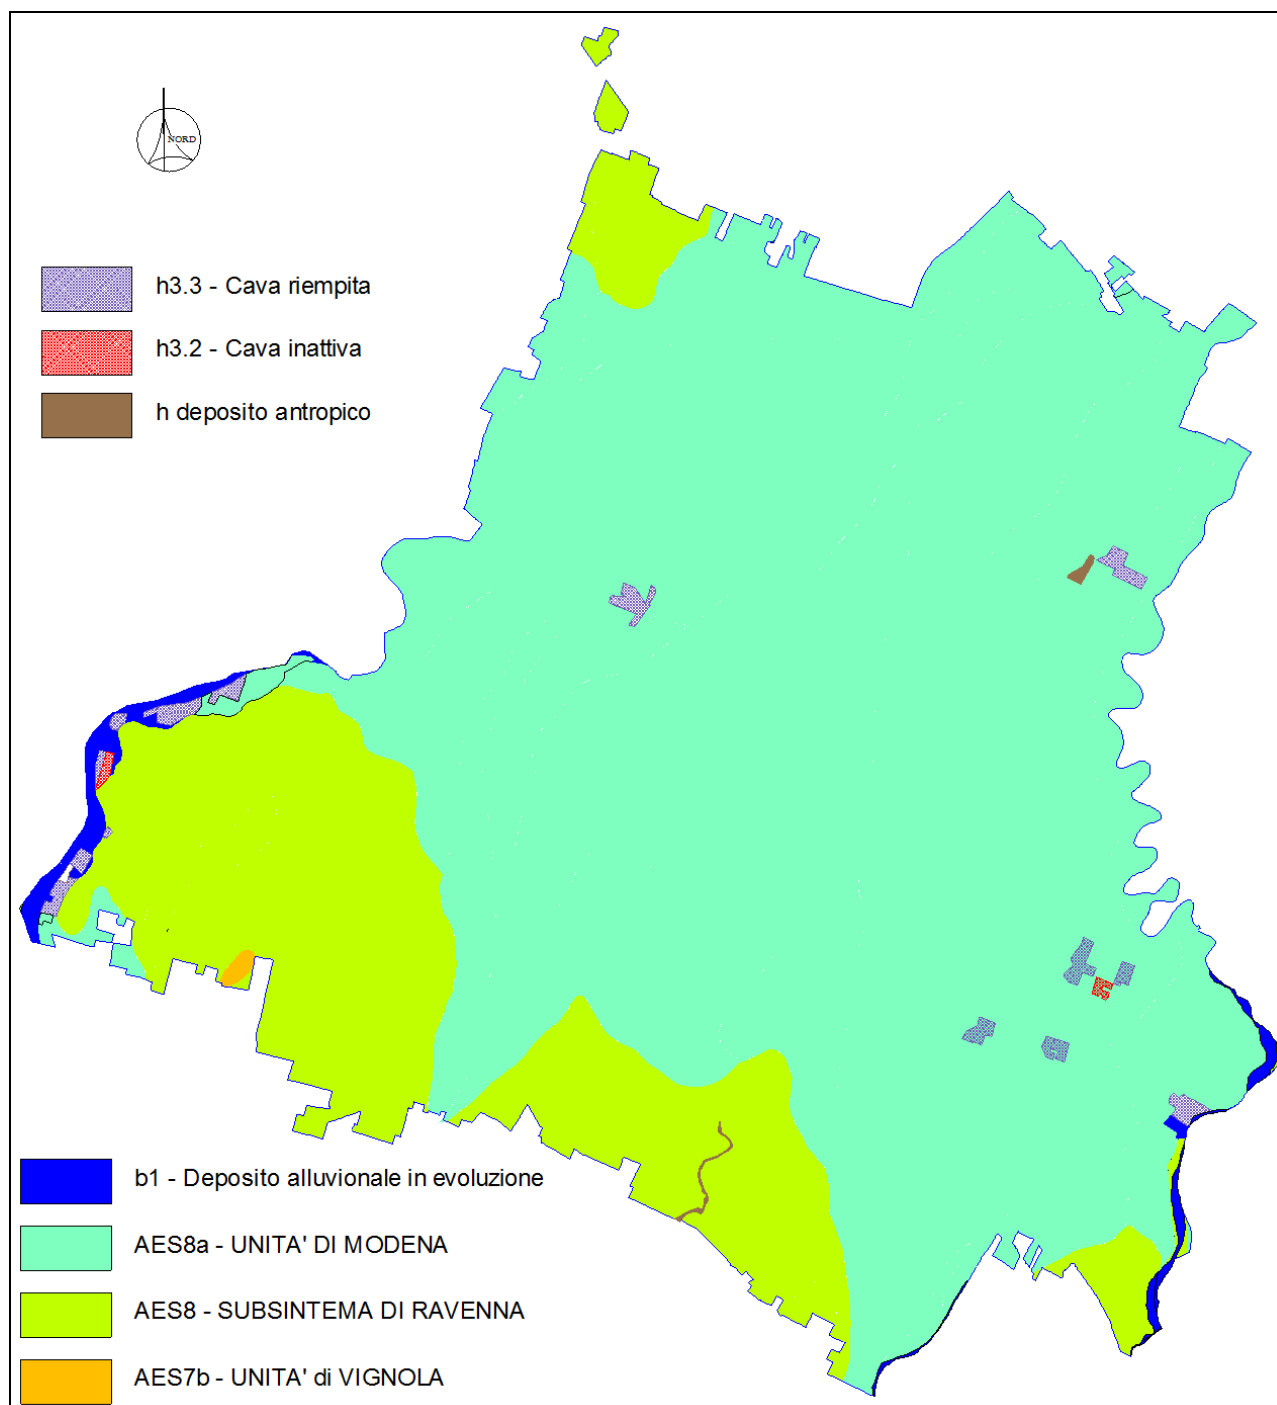 NORD
h3.3 - Cava riempita
h3.2 - Cava inattiva
h deposito antropico
b1 - Deposito alluvionale in evoluzione
AES8a - UNITA' DI MODENA
AES8 - SUBSINTEMA DI RAVENNA
AES7b - UNITA' di VIGNOLA